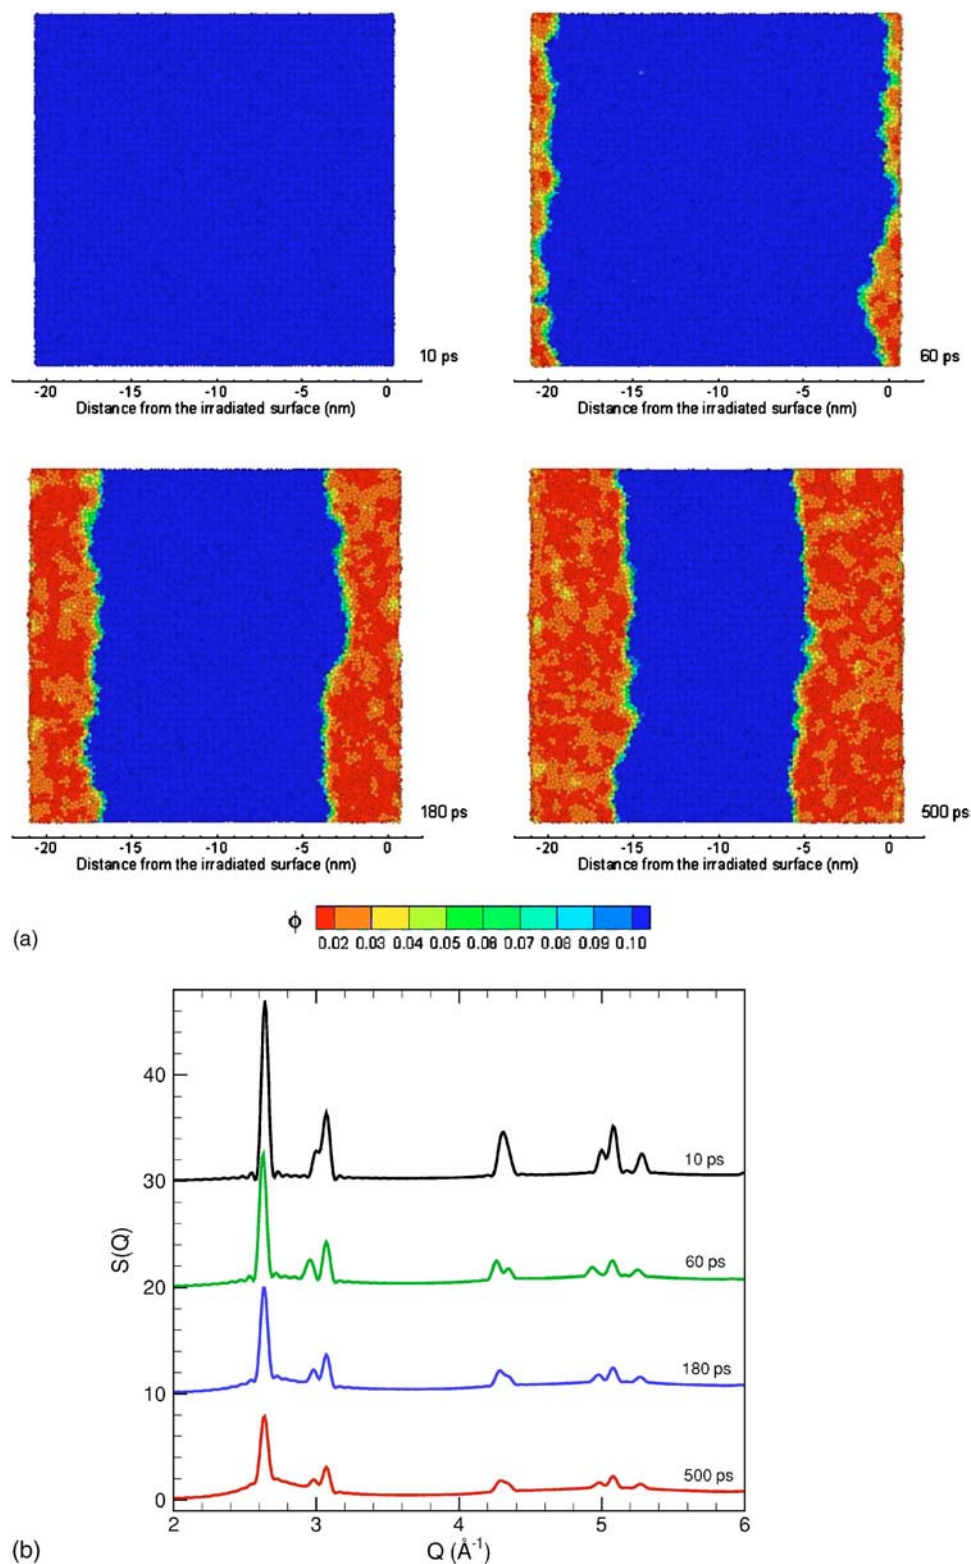 10 ps
60 ps
-20 -15 -10 -5 0
Distance from the irradiated surface (nm)
-20 -15 -10 -5 0
Distance from the irradiated surface (nm)
180 ps
500 ps
-20 -15 -10 -5 0
Distance from the irradiated surface (nm)
-20 -15 -10 -5 0
Distance from the irradiated surface (nm)
ϕ
0.02 0.03 0.04 0.05 0.06 0.07 0.08 0.09 0.10
(a)
40
10 ps
30
S(Q)
60 ps
20
180 ps
10
500 ps
0
2 3 4 5 6
Q (Å⁻¹)
(b)